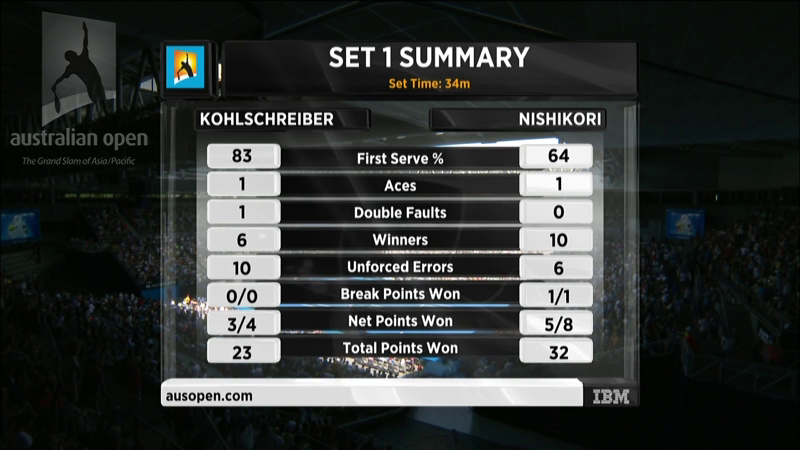 SET 1 SUMMARY
Set Time: 34m
australian open
The Grand Slam of Asia/Pacific
KOHLSCHREIBER NISHIKORI
83 First Serve % 64
1 Aces 1
1 Double Faults 0
6 Winners 10
10 Unforced Errors 6
0/0 Break Points Won 1/1
3/4 Net Points Won 5/8
23 Total Points Won 32
ausopen.com IBM